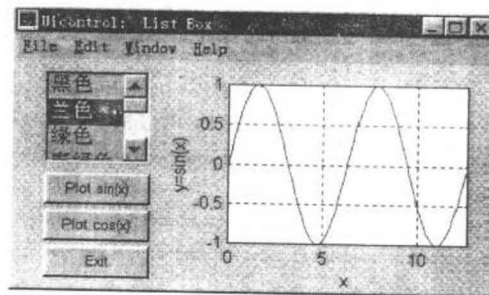 Uicontrol: List Box
File Edit Window Help
黑色
兰色
绿色
Plot sin(x)
Plot cos(x)
Exit
y=sin(x)
1
0.5
0
-0.5
-1
0 5 10
x